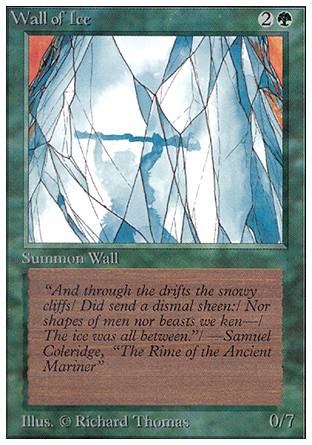 Wall of Ice 2
Summon Wall
“And through the drifts the snowy
cliffs/ Did send a dismal sheen:/ Nor
shapes of men nor beasts we ken—/
The ice was all between.”/ —Samuel
Coleridge, “The Rime of the Ancient
Mariner”
Illus. © Richard Thomas 0/7